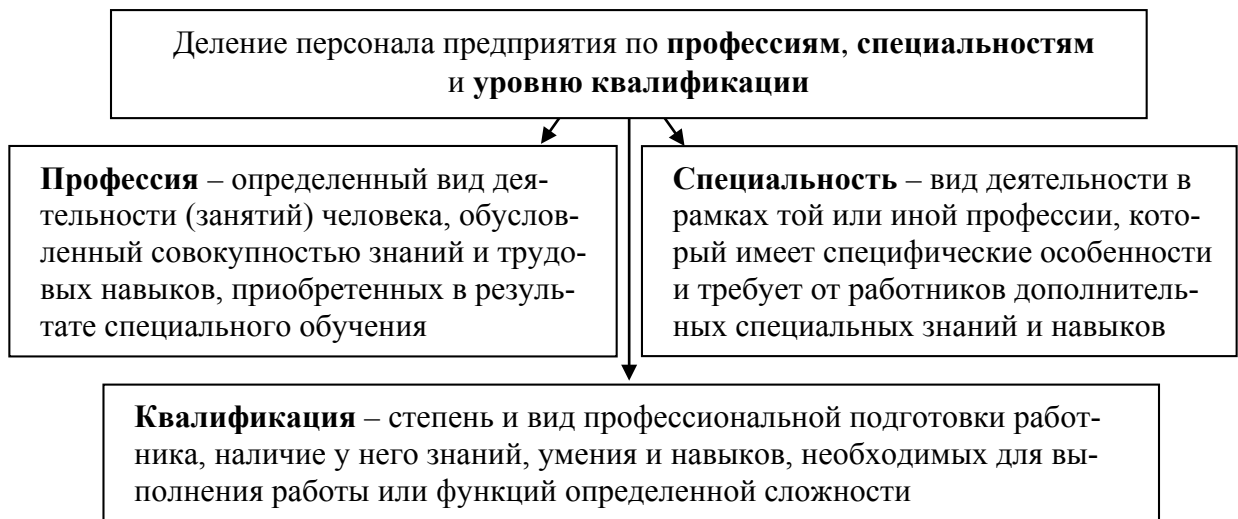 Деление персонала предприятия по профессиям, специальностям
и уровню квалификации
Профессия – определенный вид дея-
тельности (занятий) человека, обуслов-
ленный совокупностью знаний и трудо-
вых навыков, приобретенных в резуль-
тате специального обучения
Специальность – вид деятельности в
рамках той или иной профессии, кото-
рый имеет специфические особенности
и требует от работников дополнитель-
ных специальных знаний и навыков
Квалификация – степень и вид профессиональной подготовки работ-
ника, наличие у него знаний, умения и навыков, необходимых для вы-
полнения работы или функций определенной сложности